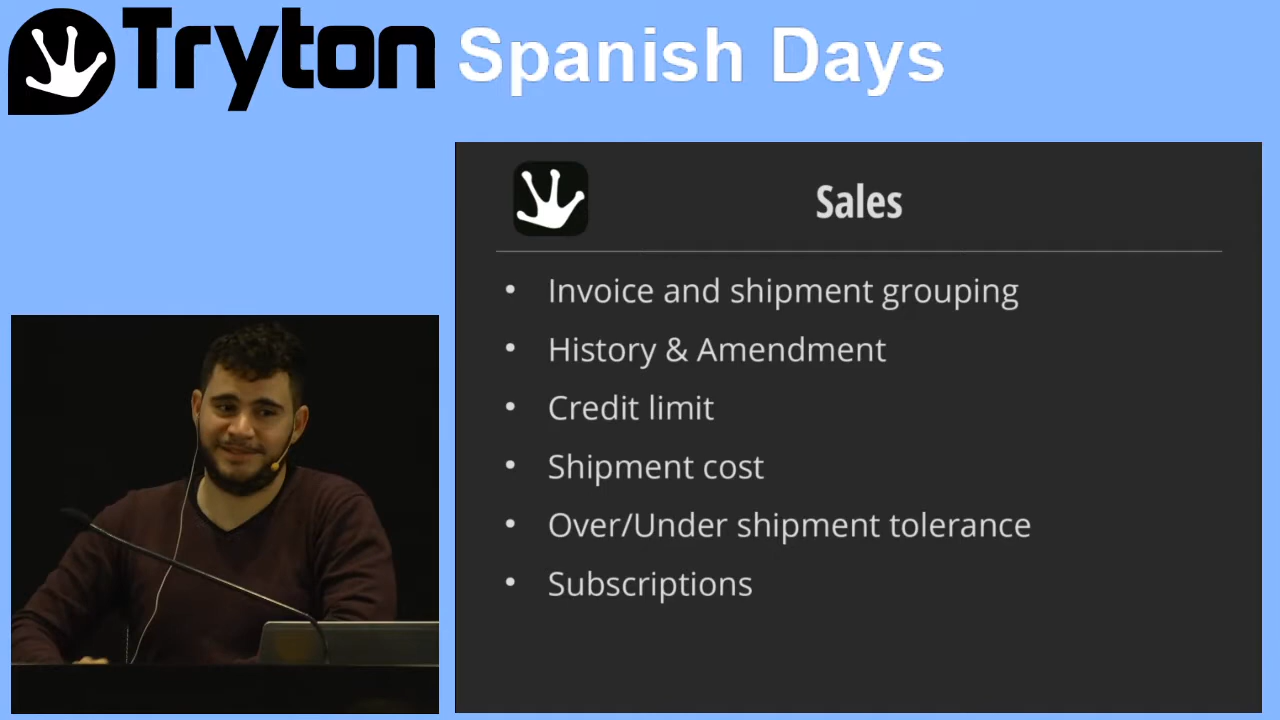 Tryton Spanish Days
Sales
• Invoice and shipment grouping
• History & Amendment
• Credit limit
• Shipment cost
• Over/Under shipment tolerance
• Subscriptions